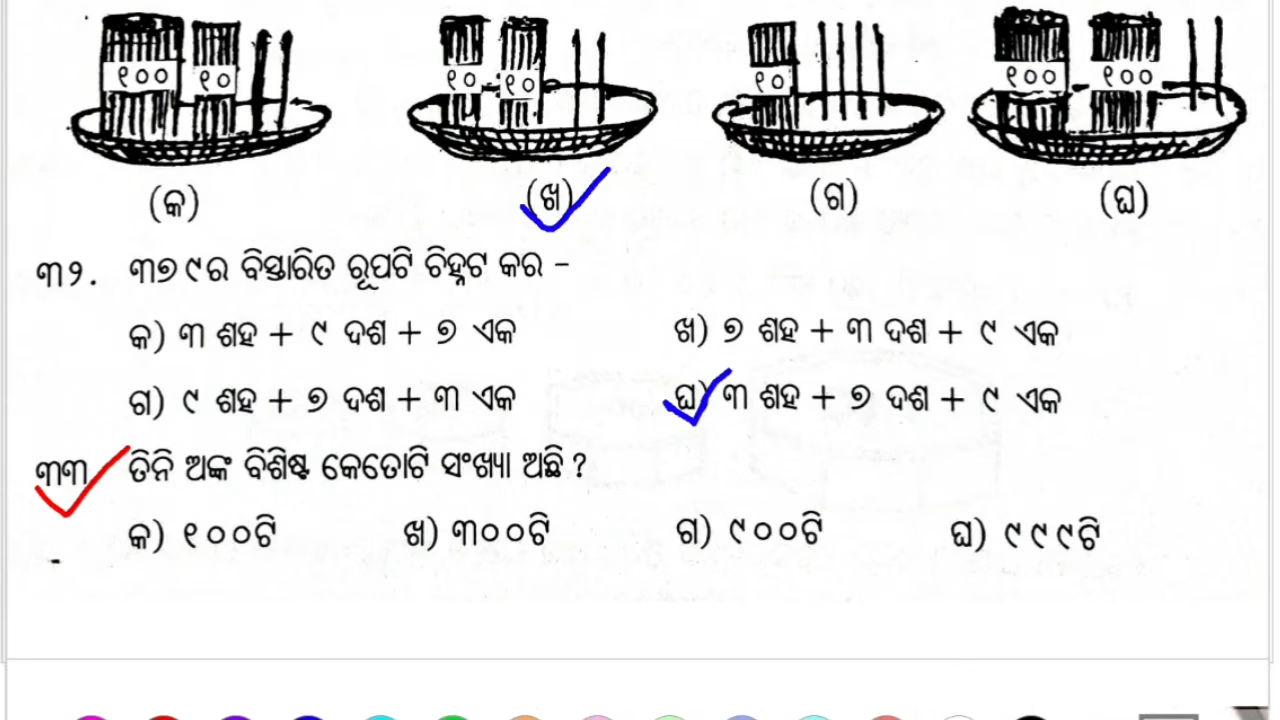 ୧୦୦ ୧୦ ୧୦ ୧୦ ୧୦ ୧୦୦ ୧୦୦
(କ) (ଖ) (ଗ) (ଘ)
୩୨. ୩୭୯ର ବିସ୍ତାରିତ ରୂପଟି ଚିହ୍ନଟ କର -
କ) ୩ ଶହ + ୯ ଦଶ + ୭ ଏକ ଖ) ୭ ଶହ + ୩ ଦଶ + ୯ ଏକ
ଗ) ୯ ଶହ + ୭ ଦଶ + ୩ ଏକ ଘ) ୩ ଶହ + ୭ ଦଶ + ୯ ଏକ
୩୩ ତିନି ଅଙ୍କ ବିଶିଷ୍ଟ କେତୋଟି ସଂଖ୍ୟା ଅଛି ?
କ) ୧୦୦ଟି ଖ) ୩୦୦ଟି ଗ) ୯୦୦ଟି ଘ) ୯୯୯ଟି